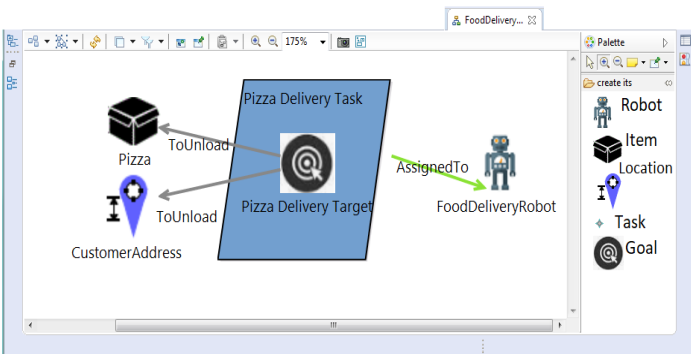 FoodDelivery...
175%
Palette
create its
Robot
Item
Location
Task
Goal
Pizza Delivery Task
ToUnload
Pizza
AssignedTo
ToUnload
Pizza Delivery Target
FoodDeliveryRobot
CustomerAddress